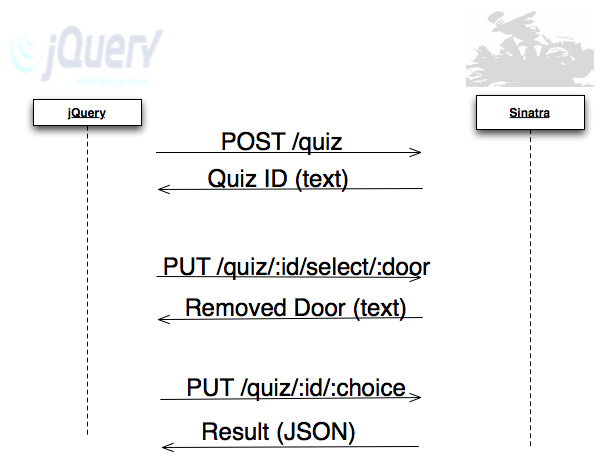 jQuery
jQuery
Sinatra
POST /quiz
Quiz ID (text)
PUT /quiz/:id/select/:door
Removed Door (text)
PUT /quiz/:id/:choice
Result (JSON)